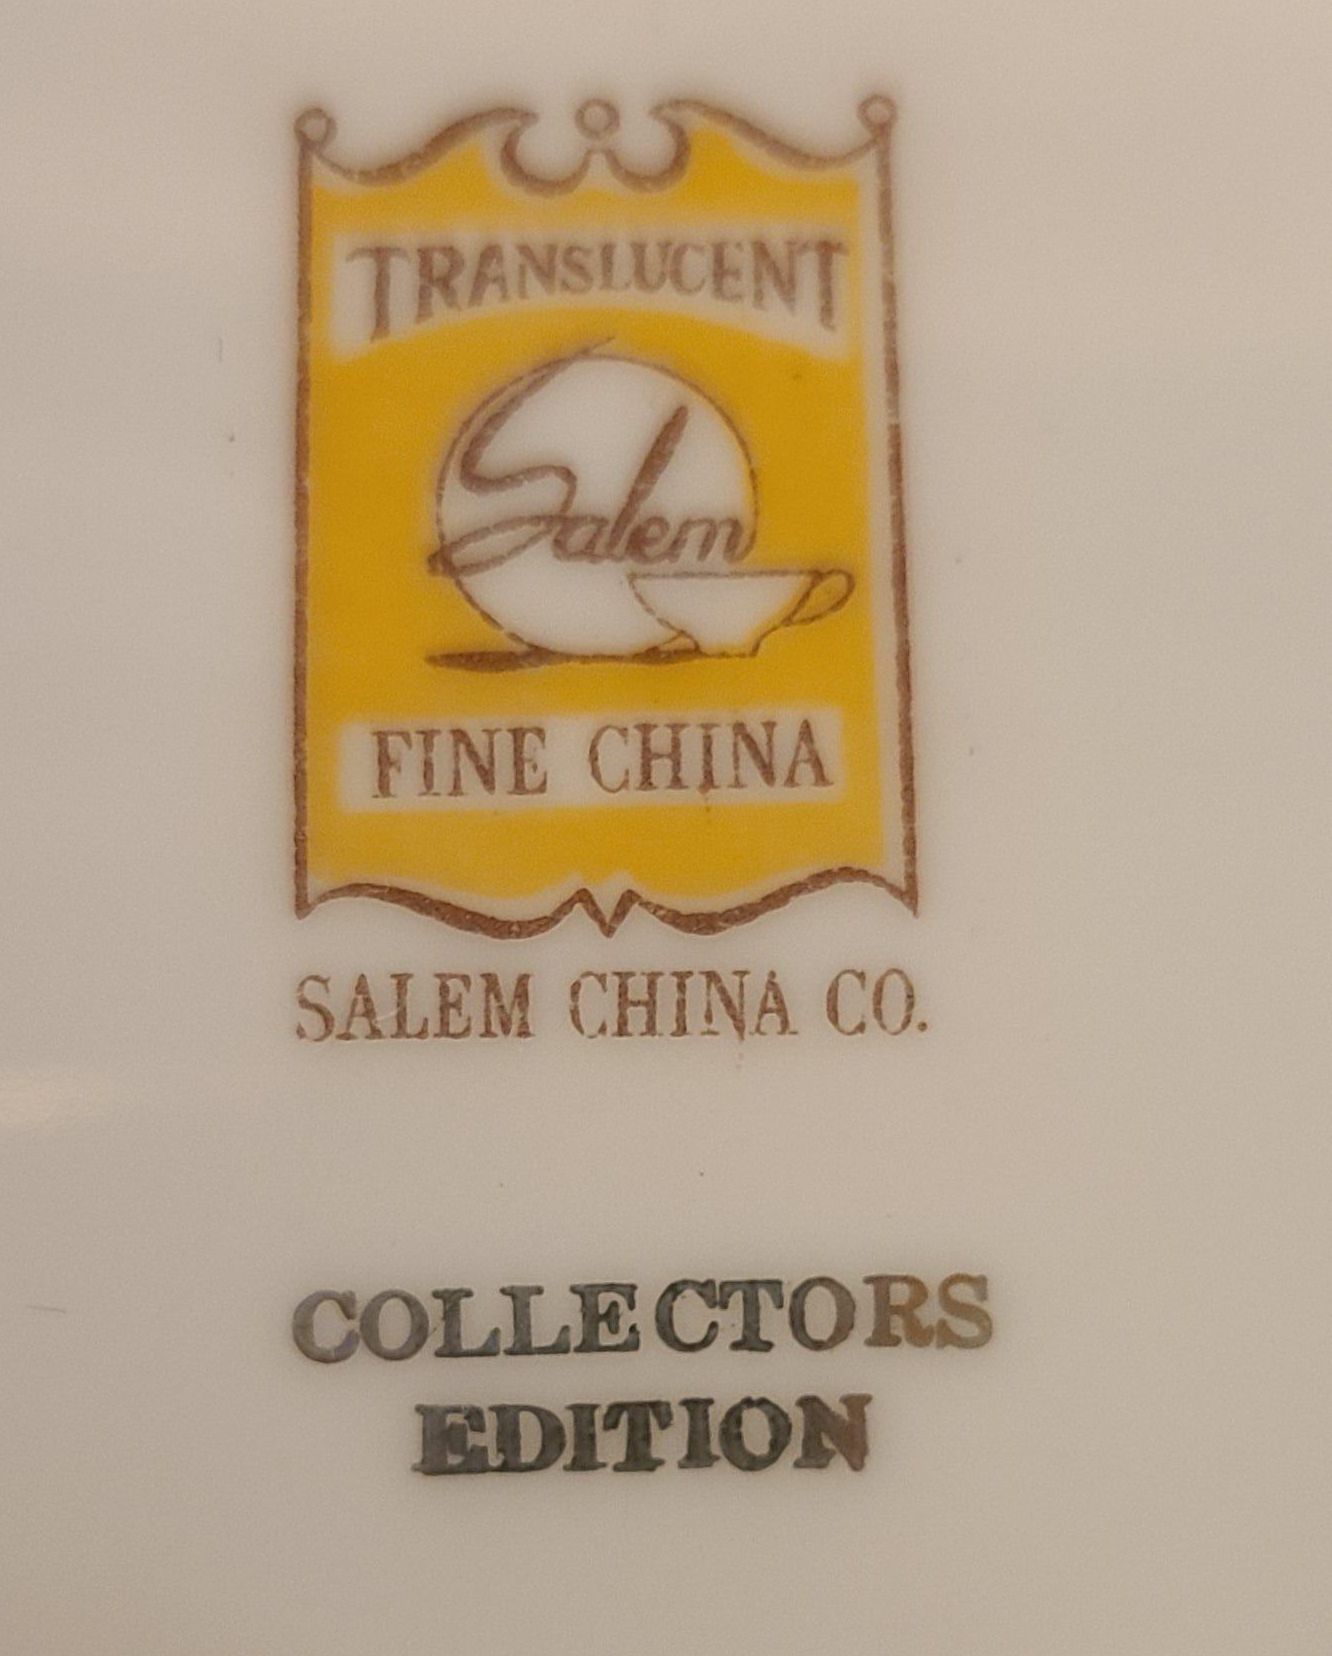 TRANSLUCENT
Salem
FINE CHINA
SALEM CHINA CO.
COLLECTORS
EDITION